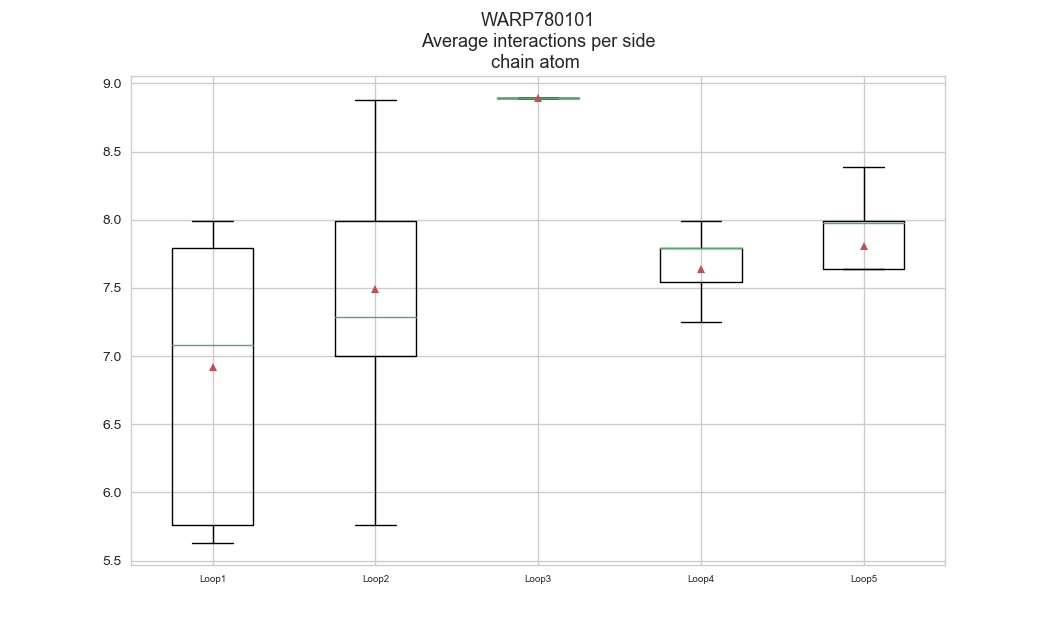 WARP780101
Average interactions per side
chain atom
9.0
8.5
8.0
7.5
7.0
6.5
6.0
5.5
Loop1
Loop2
Loop3
Loop4
Loop5